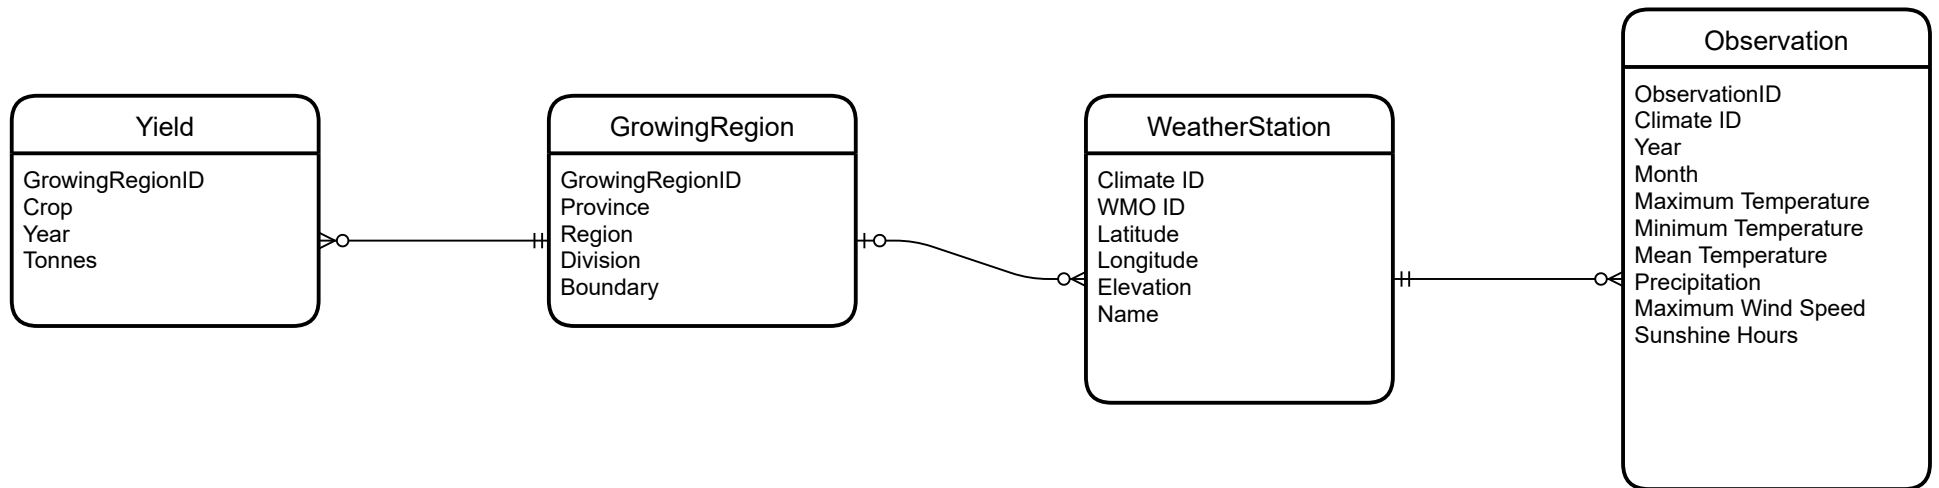 Yield
GrowingRegionID
Crop
Year
Tonnes
GrowingRegion
GrowingRegionID
Province
Region
Division
Boundary
WeatherStation
Climate ID
WMO ID
Latitude
Longitude
Elevation
Name
Observation
ObservationID
Climate ID
Year
Month
Maximum Temperature
Minimum Temperature
Mean Temperature
Precipitation
Maximum Wind Speed
Sunshine Hours